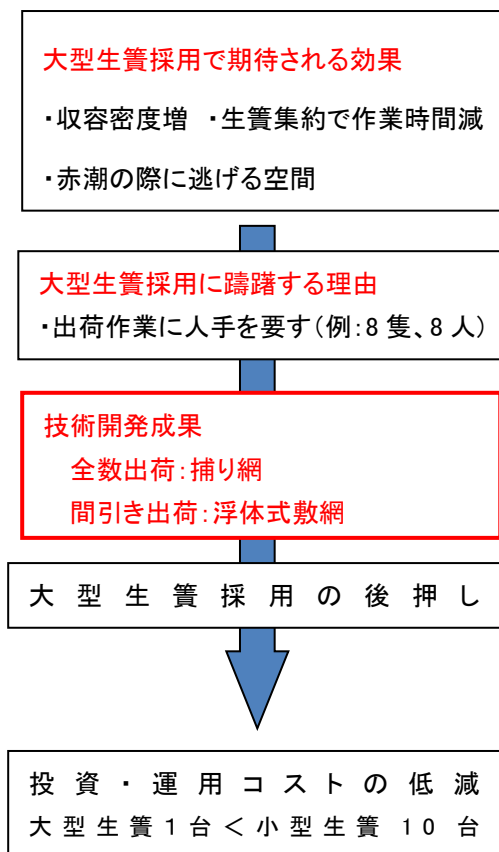 大型生簀採用で期待される効果
・収容密度増 ・生簀集約で作業時間減
・赤潮の際に逃げる空間
大型生簀採用に躊躇する理由
・出荷作業に人手を要す（例：8 隻、8 人）
技術開発成果
全数出荷：捕り網
間引き出荷：浮体式敷網
大型生簀採用の後押し
投資・運用コストの低減
大型生簀1台＜小型生簀 10 台